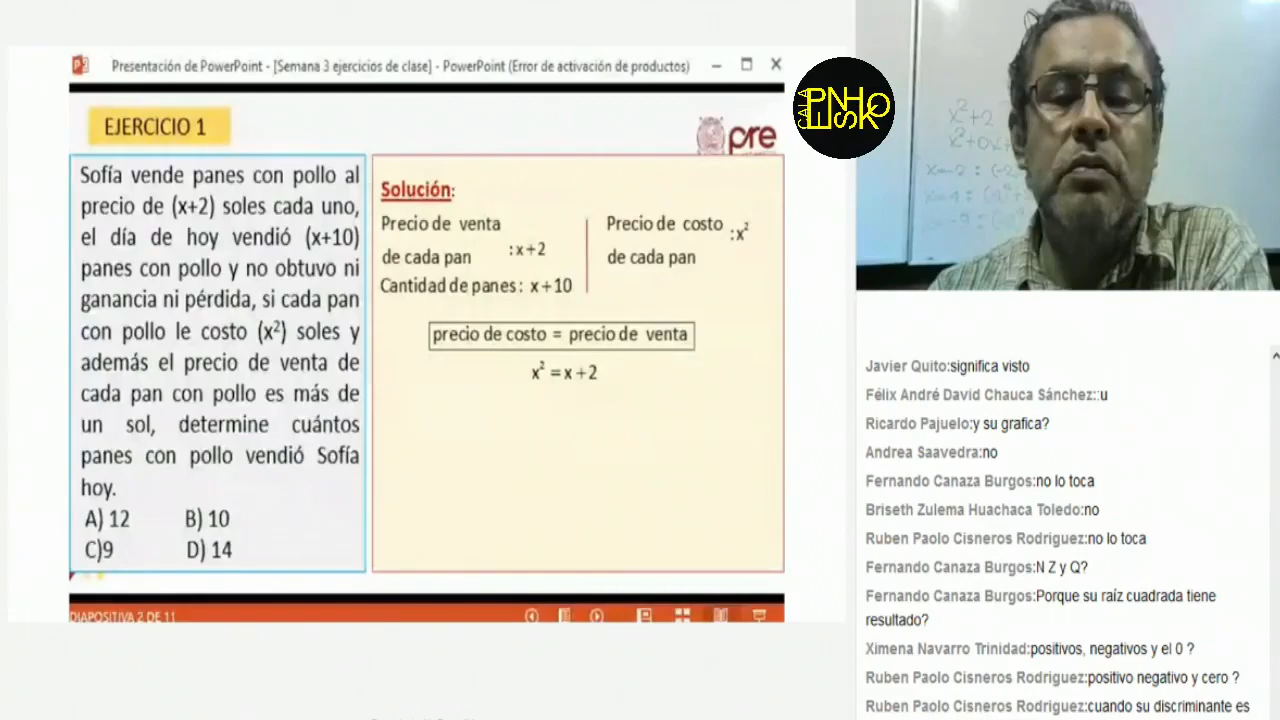 Presentación de PowerPoint - [Semana 3 ejercicios de clase] - PowerPoint (Error de activación de productos)
EJERCICIO 1
pre
Sofía vende panes con pollo al
precio de (x+2) soles cada uno,
el día de hoy vendió (x+10)
panes con pollo y no obtuvo ni
ganancia ni pérdida, si cada pan
con pollo le costo (x²) soles y
además el precio de venta de
cada pan con pollo es más de
un sol, determine cuántos
panes con pollo vendió Sofía
hoy.
A) 12 B) 10
C)9 D) 14
Solución:
Precio de venta
de cada pan :x+2
Cantidad de panes: x+10
Precio de costo :x²
de cada pan
precio de costo = precio de venta
x² = x+2
DIAPOSITIVA 2 DE 11
CALA
PENHSKO
x²+2
x²+0x+
x=-2 : (-2
Javier Quito:significa visto
Félix André David Chauca Sánchez::u
Ricardo Pajuelo:y su grafica?
Andrea Saavedra:no
Fernando Canaza Burgos:no lo toca
Briseth Zulema Huachaca Toledo:no
Ruben Paolo Cisneros Rodriguez:no lo toca
Fernando Canaza Burgos:N Z y Q?
Fernando Canaza Burgos:Porque su raíz cuadrada tiene
resultado?
Ximena Navarro Trinidad:positivos, negativos y el 0 ?
Ruben Paolo Cisneros Rodriguez:positivo negativo y cero ?
Ruben Paolo Cisneros Rodriguez:cuando su discriminante es